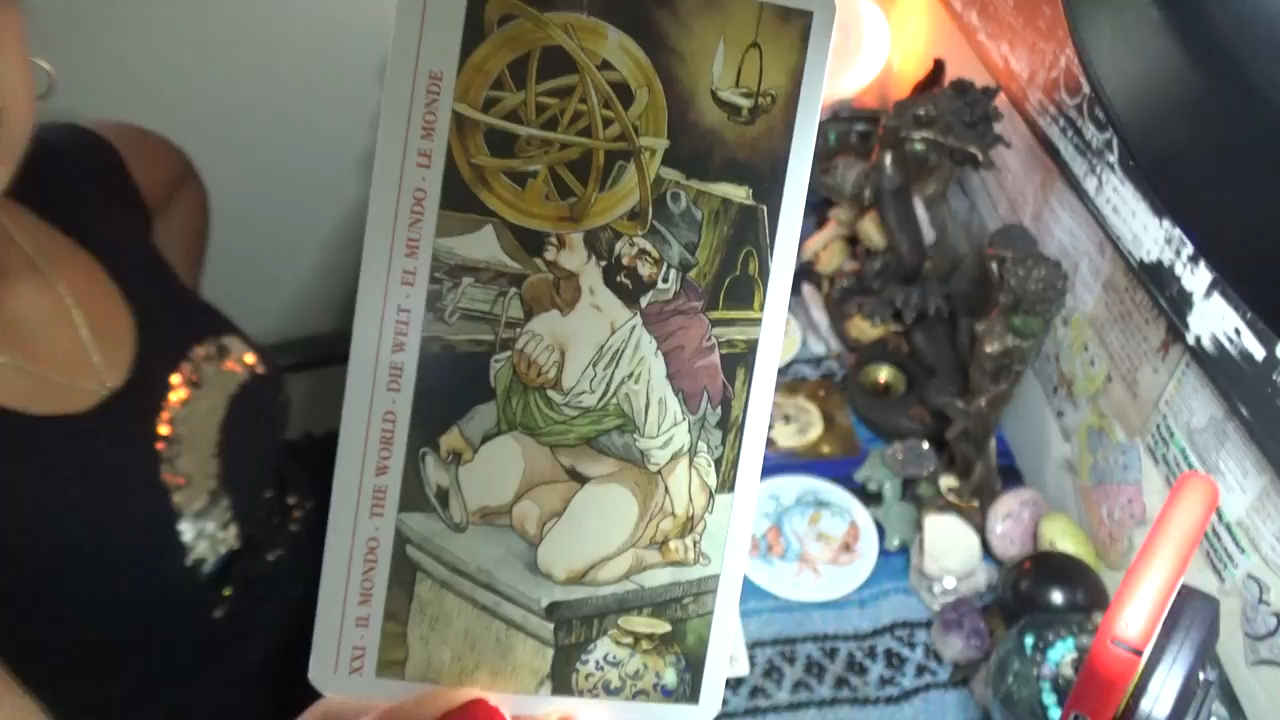 XXI · IL MONDO · THE WORLD · DIE WELT · EL MUNDO · LE MONDE